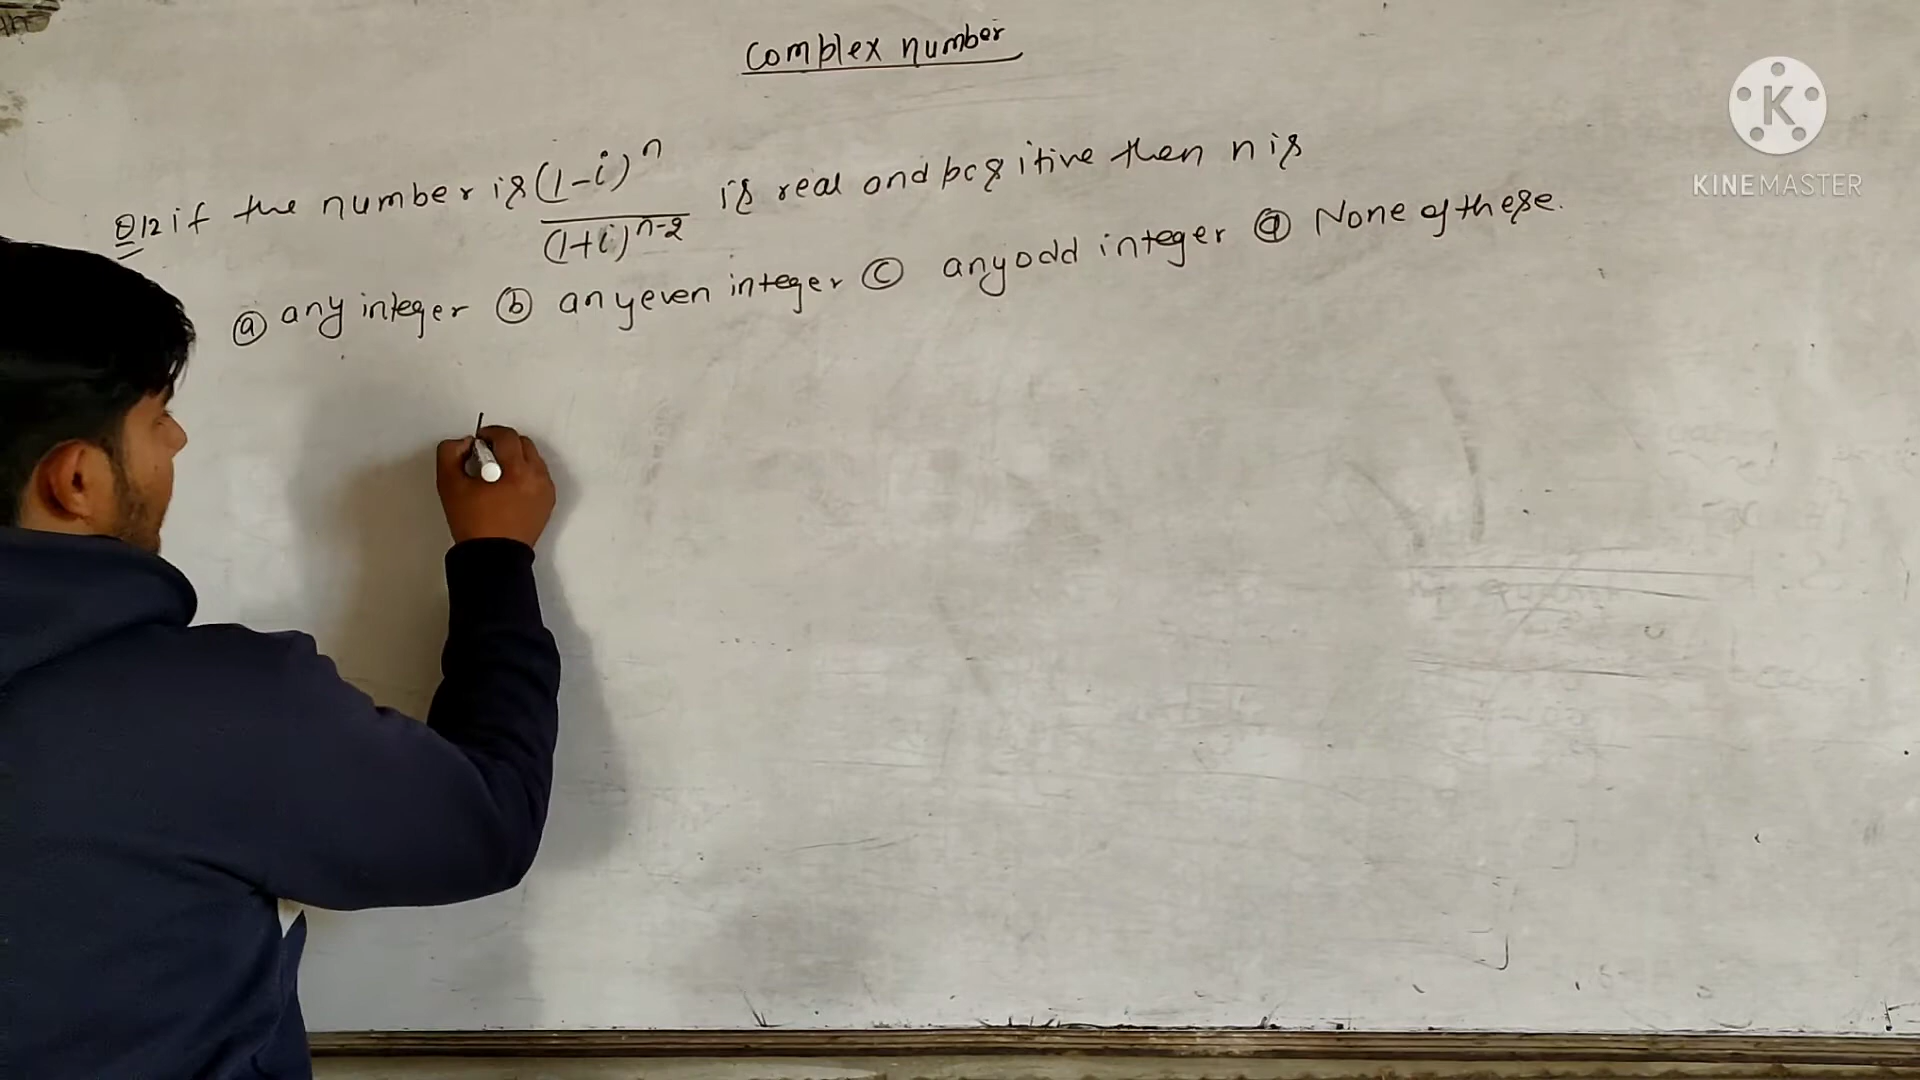 Complex number
Q12 if the number is (1-i)^n / (1+i)^{n-2} is real and positive then n is
(a) any integer (b) any even integer (c) any odd integer (d) None of these.
K
KINEMASTER